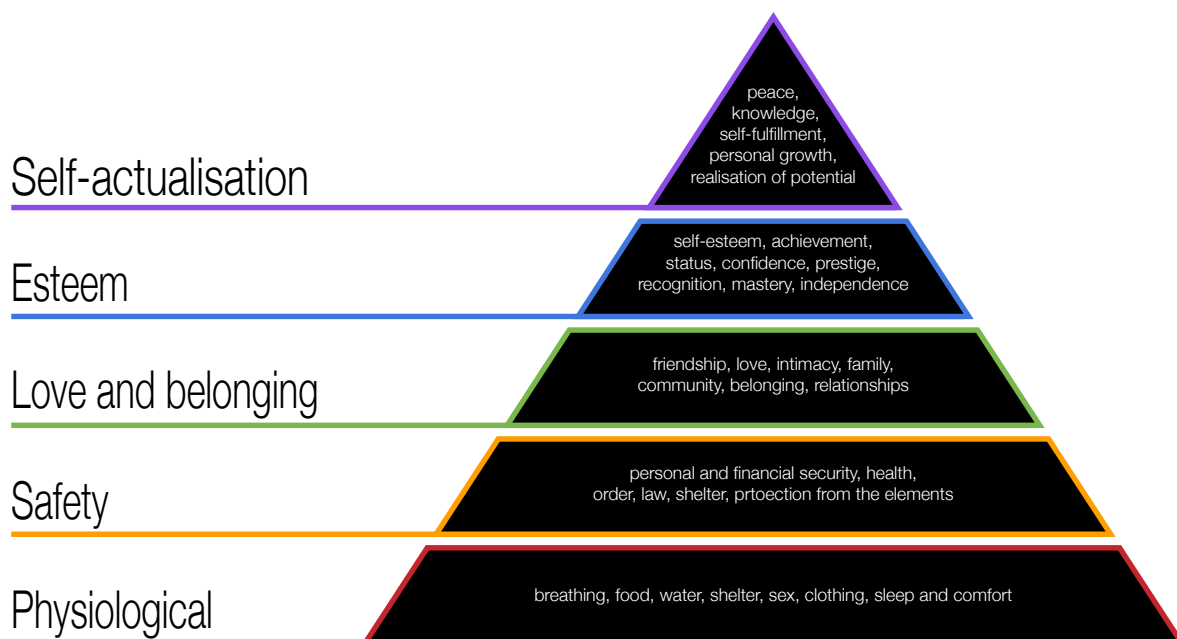 peace,
knowledge,
self-fulfillment,
personal growth,
realisation of potential
Self-actualisation
self-esteem, achievement,
status, confidence, prestige,
recognition, mastery, independence
Esteem
friendship, love, intimacy, family,
community, belonging, relationships
Love and belonging
personal and financial security, health,
order, law, shelter, prtoection from the elements
Safety
breathing, food, water, shelter, sex, clothing, sleep and comfort
Physiological